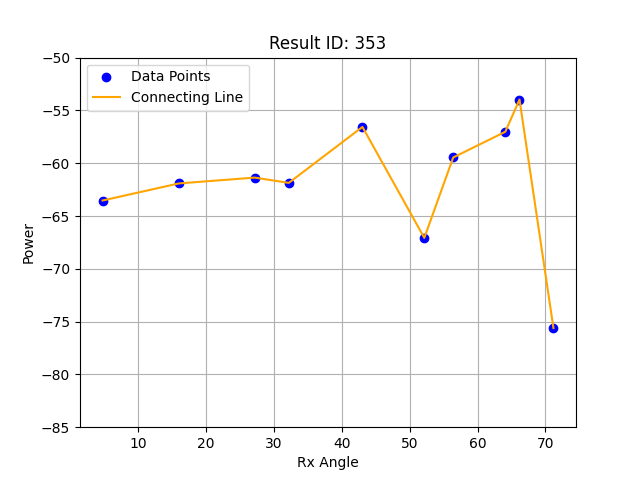 Result ID: 353
Data Points
Connecting Line
Power
−50
−55
−60
−65
−70
−75
−80
−85
10 20 30 40 50 60 70
Rx Angle